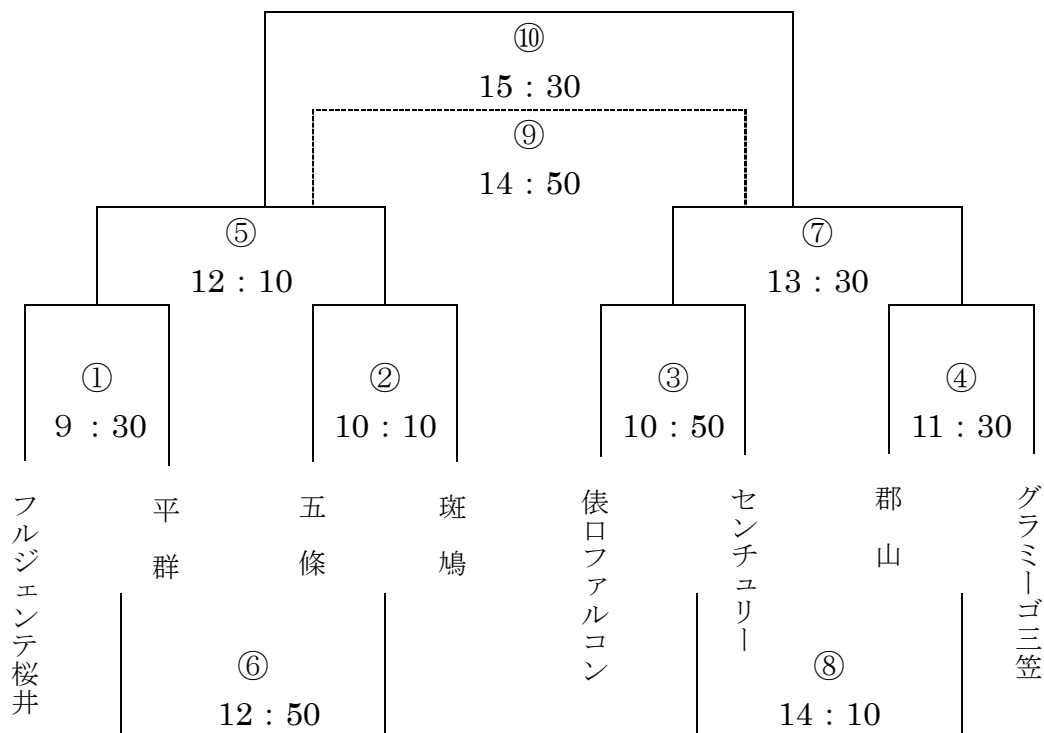 ⑩
15：30
⑨
14：50
⑤
12：10
⑦
13：30
①
9 ：30
②
10：10
③
10：50
④
11：30
フルジェンテ桜井
平群
五條
斑鳩
俵口ファルコン
センチュリー
郡山
グラミーゴ三笠
⑥
12：50
⑧
14：10